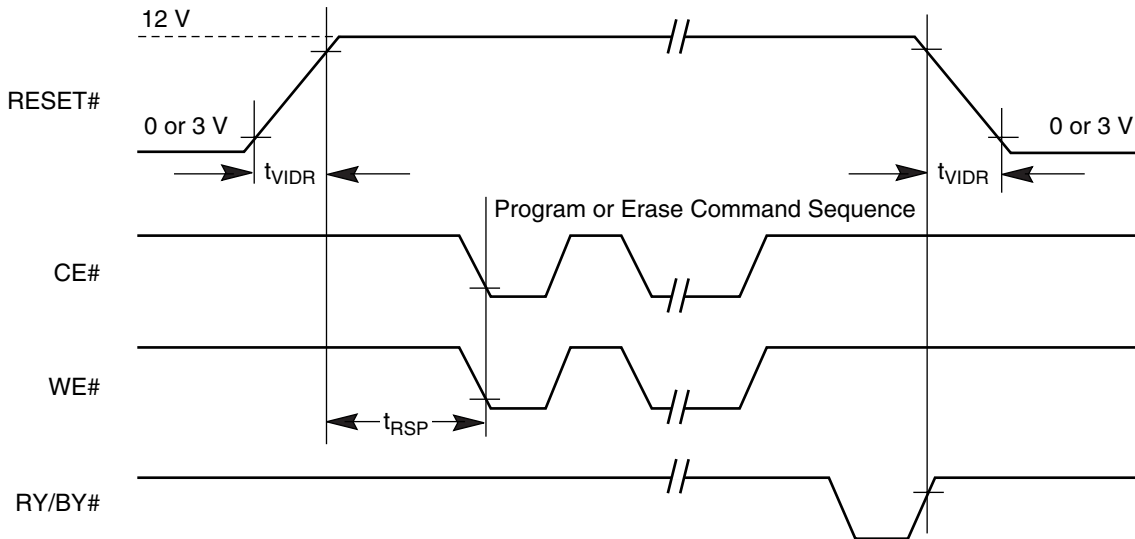 12 V
RESET#
0 or 3 V
0 or 3 V
tVIDR
tVIDR
Program or Erase Command Sequence
CE#
WE#
tRSP
RY/BY#